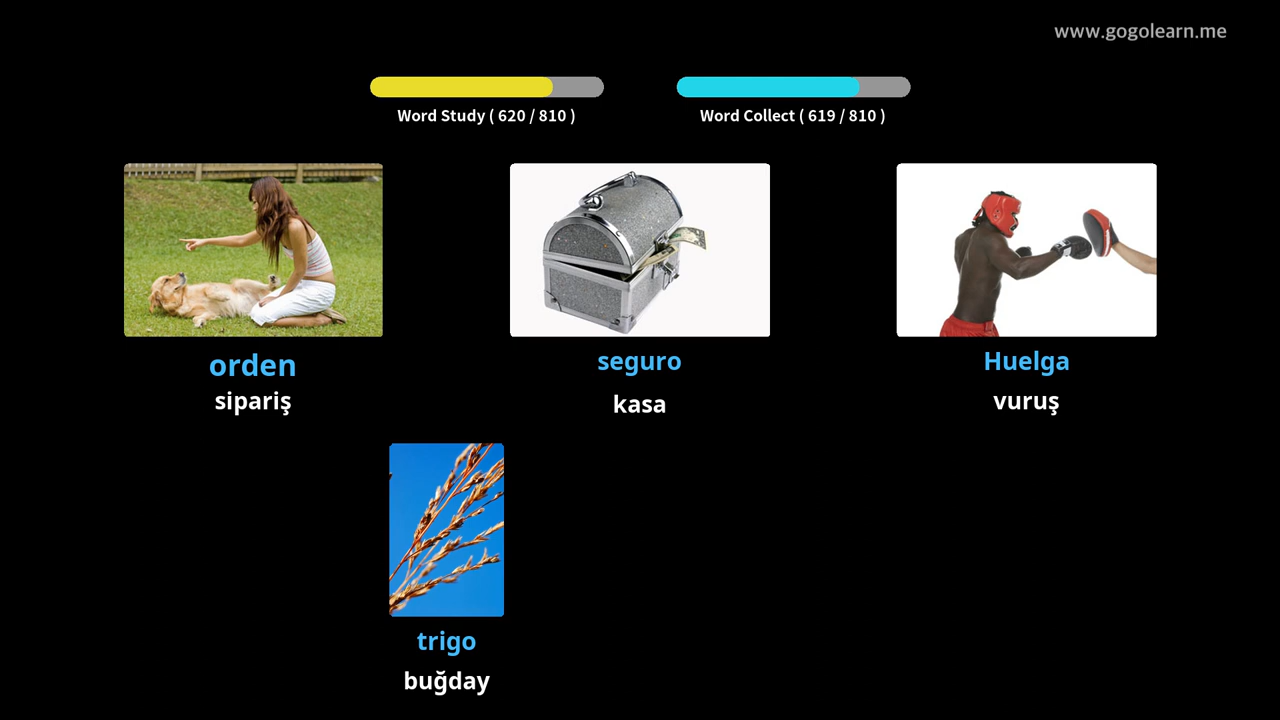 www.gogolearn.me
Word Study ( 620 / 810 )
Word Collect ( 619 / 810 )
orden
sipariş
seguro
kasa
Huelga
vuruş
trigo
buğday